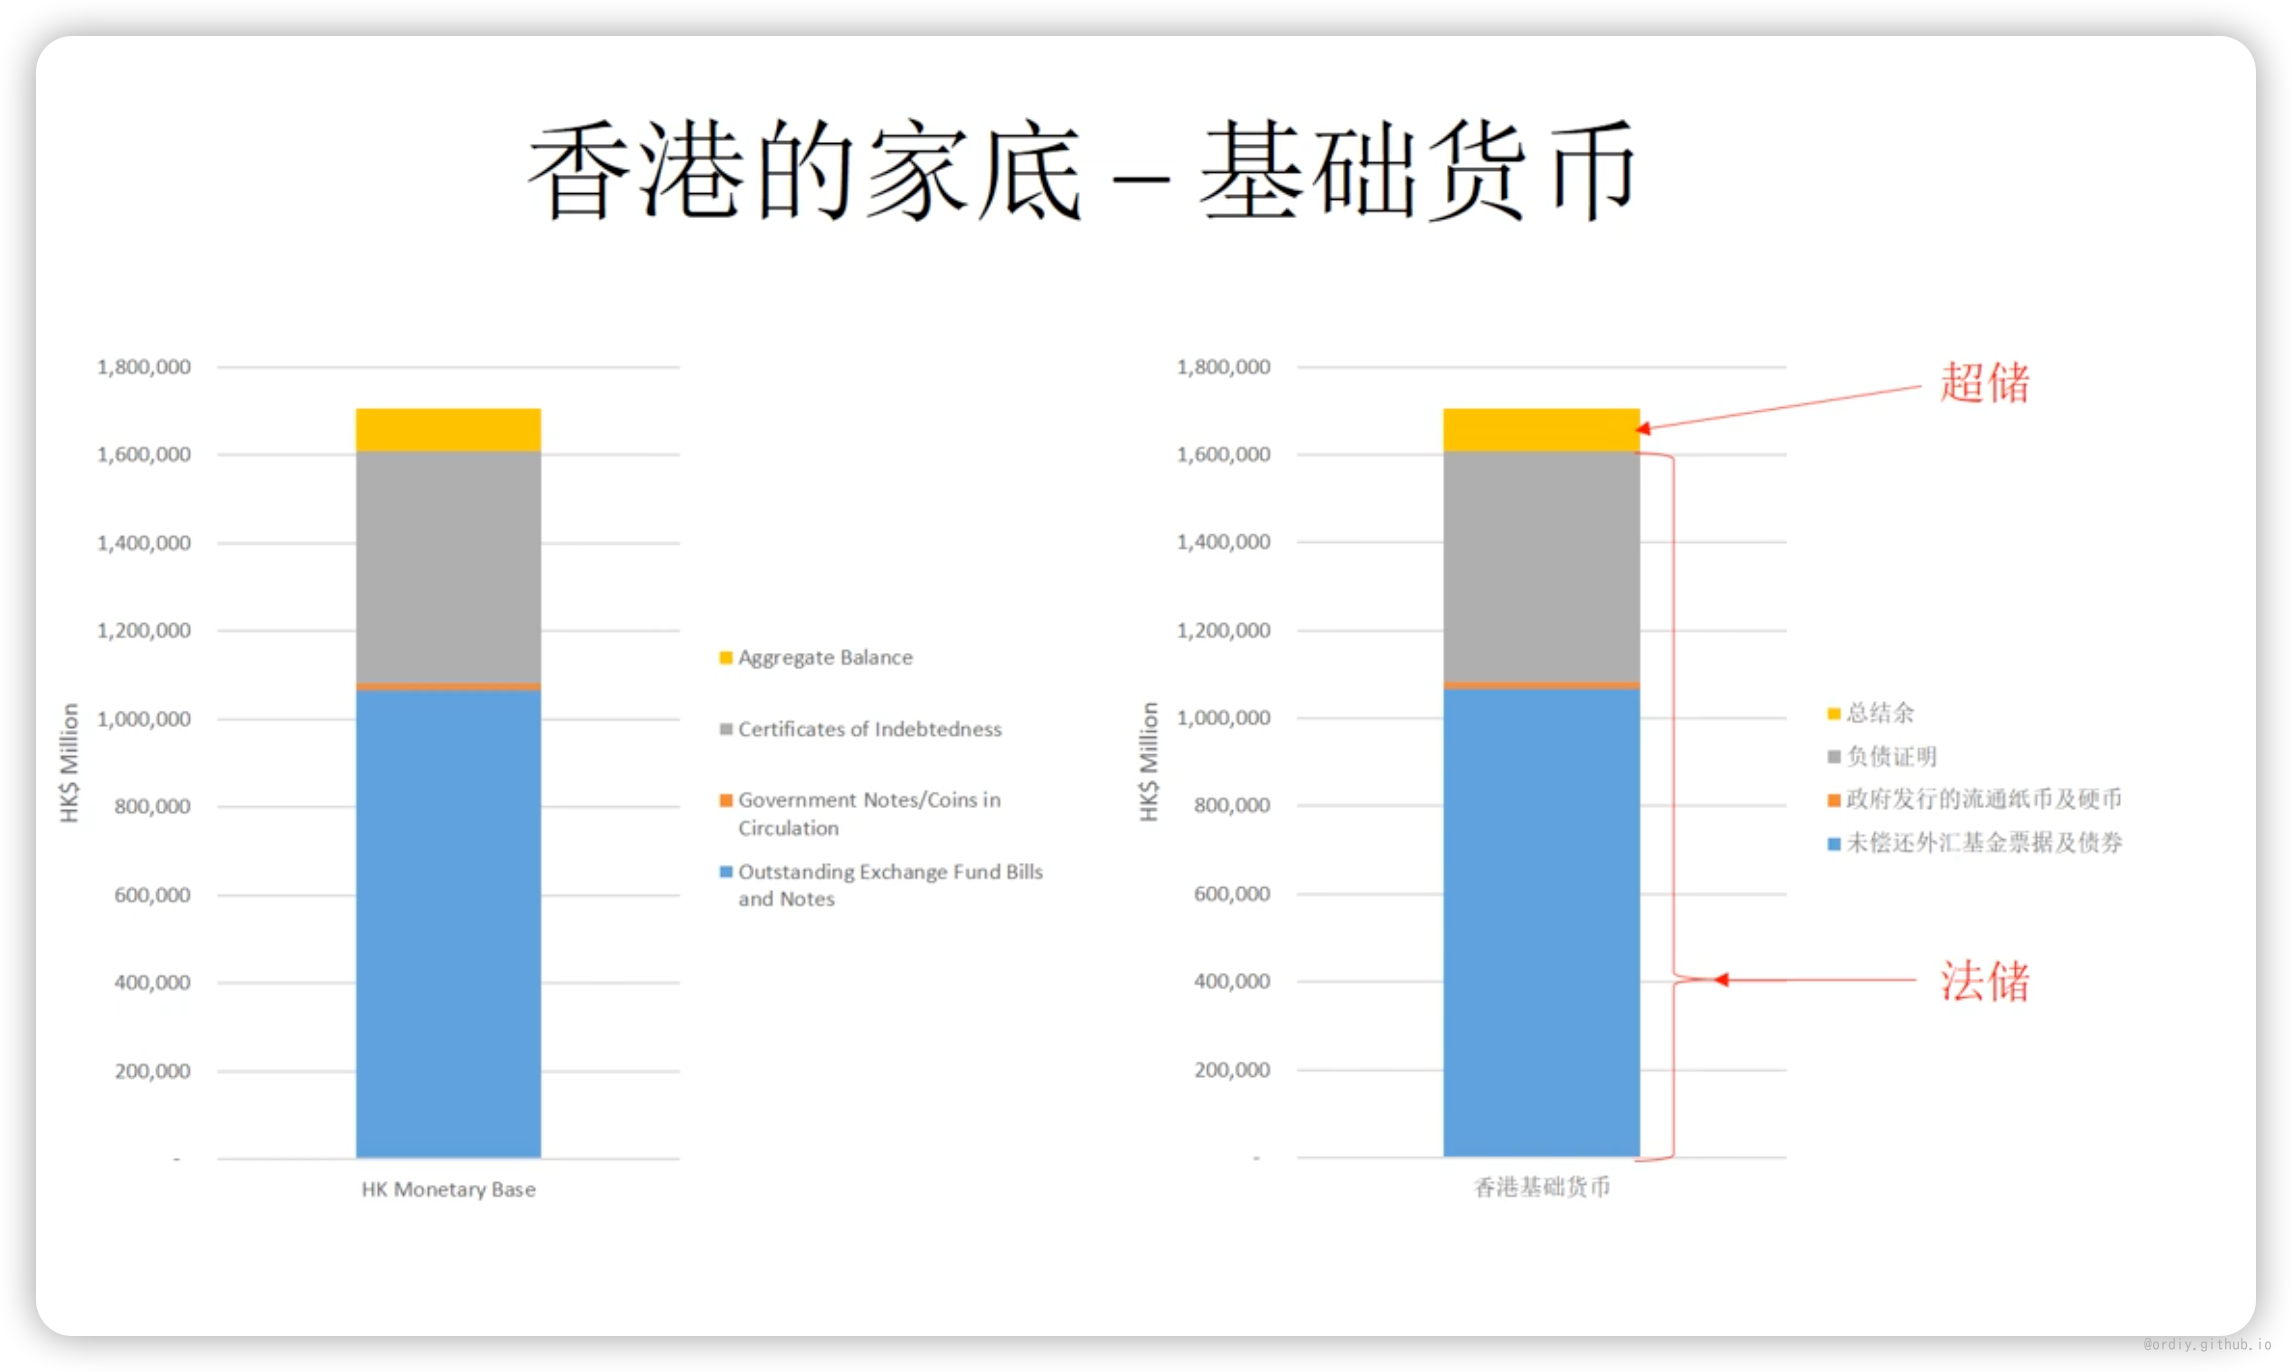 香港的家底 – 基础货币
1,800,000
1,600,000
1,400,000
1,200,000
1,000,000
800,000
600,000
400,000
200,000
-
HK$ Million
HK Monetary Base
Aggregate Balance
Certificates of Indebtedness
Government Notes/Coins in
Circulation
Outstanding Exchange Fund Bills
and Notes
1,800,000
1,600,000
1,400,000
1,200,000
1,000,000
800,000
600,000
400,000
200,000
-
HK$ Million
香港基础货币
超储
总结余
负债证明
政府发行的流通纸币及硬币
未偿还外汇基金票据及债券
法储
@ordiy.github.io